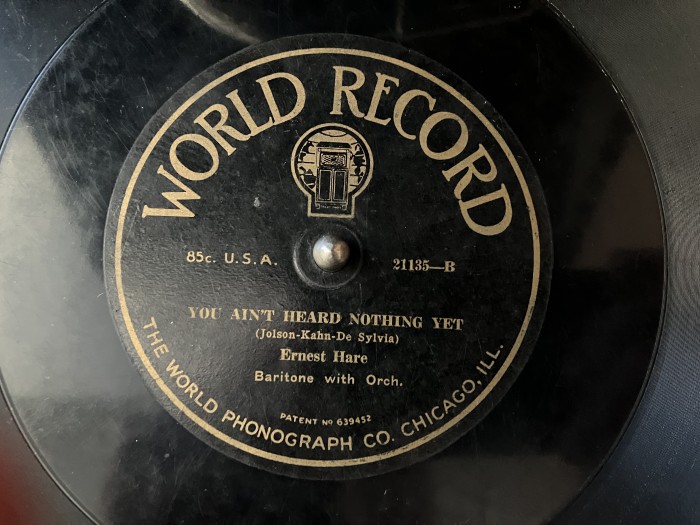 WORLD RECORD
85c. U.S.A.
21135—B
YOU AIN'T HEARD NOTHING YET
(Jolson-Kahn-De Sylvia)
Ernest Hare
Baritone with Orch.
PATENT No 639452
THE WORLD PHONOGRAPH CO. CHICAGO, ILL.